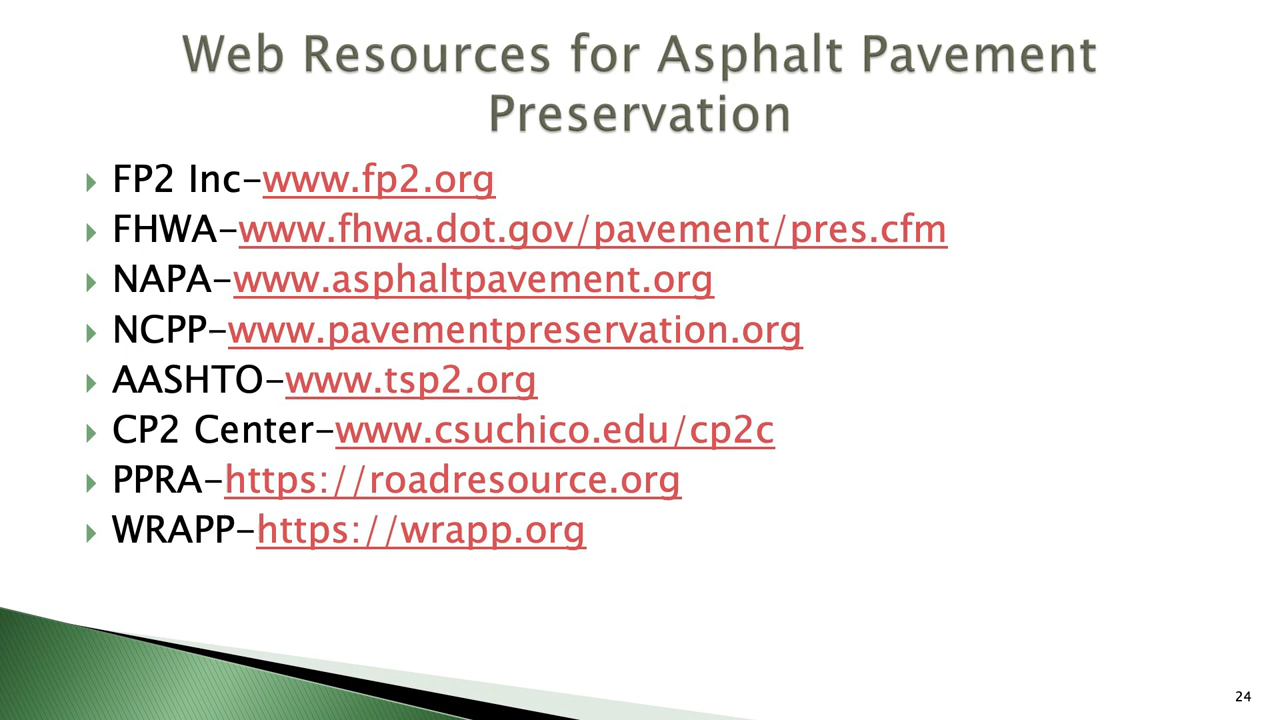 Web Resources for Asphalt Pavement
Preservation
FP2 Inc-www.fp2.org
FHWA-www.fhwa.dot.gov/pavement/pres.cfm
NAPA-www.asphaltpavement.org
NCPP-www.pavementpreservation.org
AASHTO-www.tsp2.org
CP2 Center-www.csuchico.edu/cp2c
PPRA-https://roadresource.org
WRAPP-https://wrapp.org
24